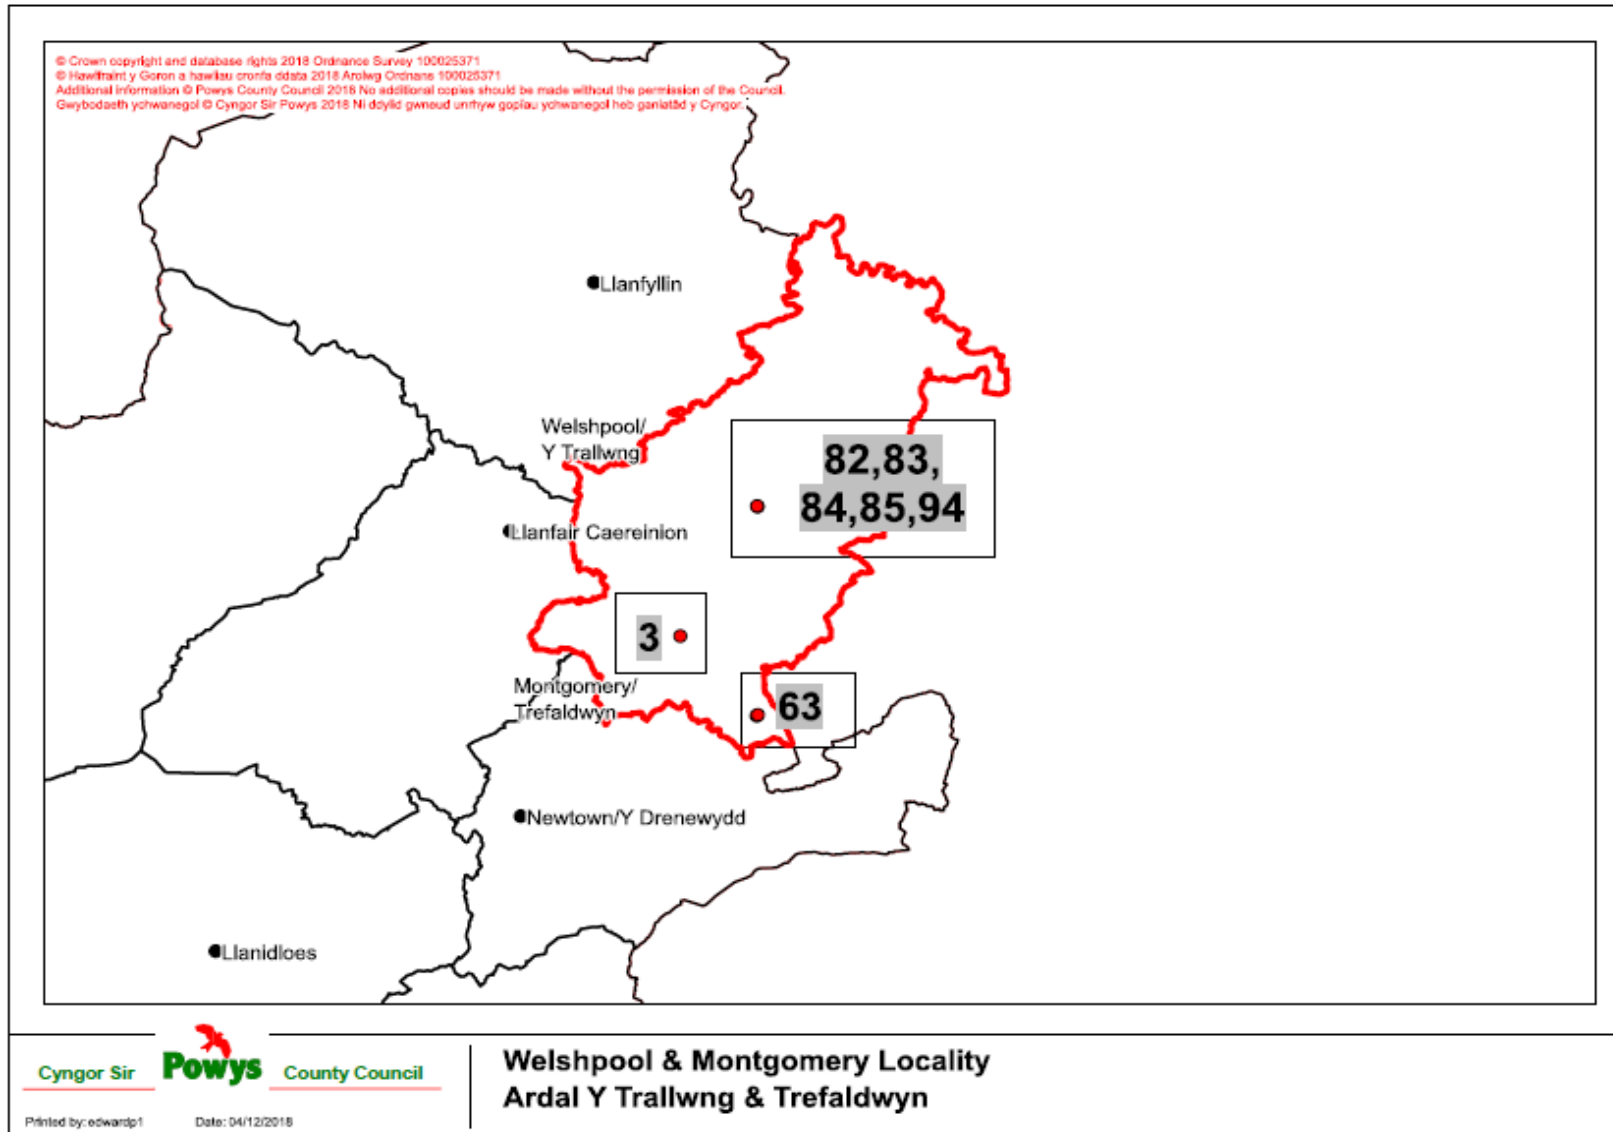 © Crown copyright and database rights 2018 Ordnance Survey 100025371
© Hawlfraint y Goron a hawliau cronfa ddata 2018 Arolwg Ordnans 100025371
Additional Information © Powys County Council 2018 No additional copies should be made without the permission of the Council.
Gwybodaeth ychwanegol © Cyngor Sir Powys 2018 Ni ddylid gwneud unrhyw gopïau ychwanegol heb ganiatâd y Cyngor.
Llanfyllin
Welshpool/
Y Trallwng
82,83,
84,85,94
Llanfair Caereinion
3
Montgomery/
Trefaldwyn
63
Newtown/Y Drenewydd
Llanidloes
Cyngor Sir Powys County Council
Welshpool & Montgomery Locality
Ardal Y Trallwng & Trefaldwyn
Printed by: edwardp1 Date: 04/12/2018